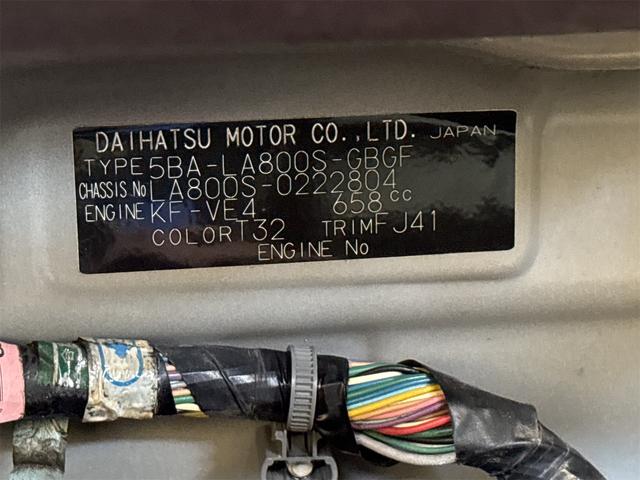 DAIHATSU MOTOR CO., LTD. JAPAN
TYPE 5BA-LA800S-GBGF
CHASSIS No LA800S-0222804
ENGINE KF-VE4. 658 cc
COLOR T32 TRIM FJ41
ENGINE No